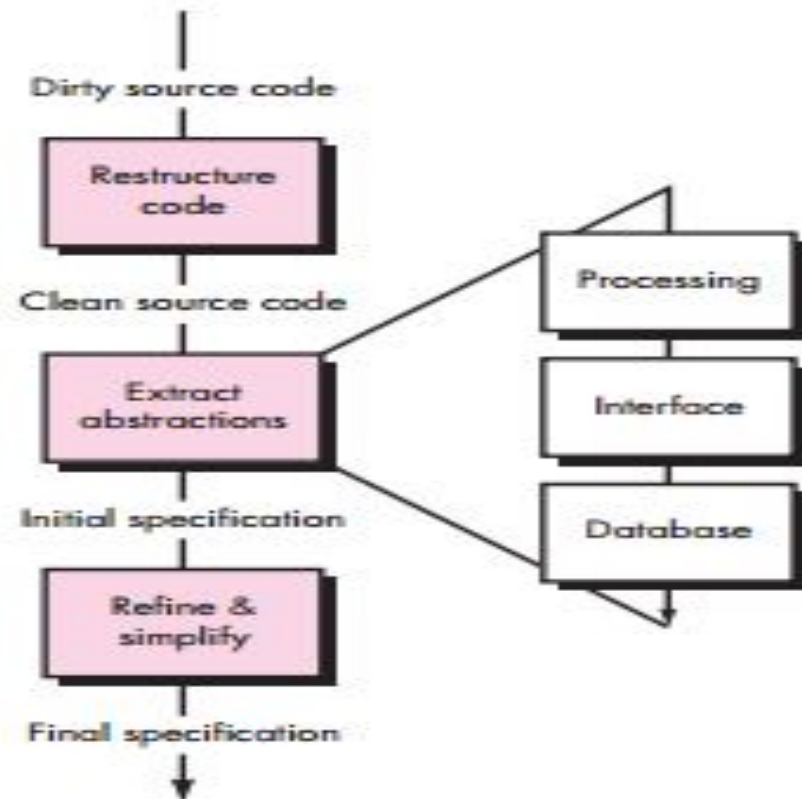 Dirty source code
Restructure
code
Clean source code
Extract
abstractions
Initial specification
Refine &
simplify
Final specification
Processing
Interface
Database